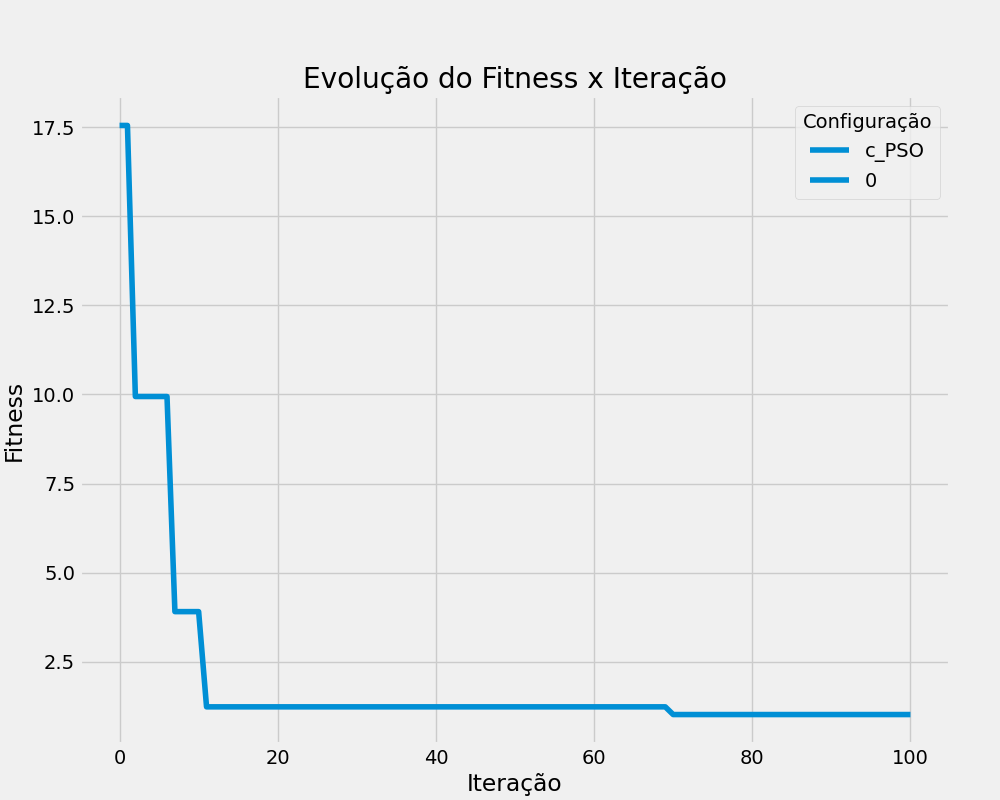 Evolução do Fitness x Iteração
Configuração
c_PSO
0
Fitness
17.5
15.0
12.5
10.0
7.5
5.0
2.5
0 20 40 60 80 100
Iteração